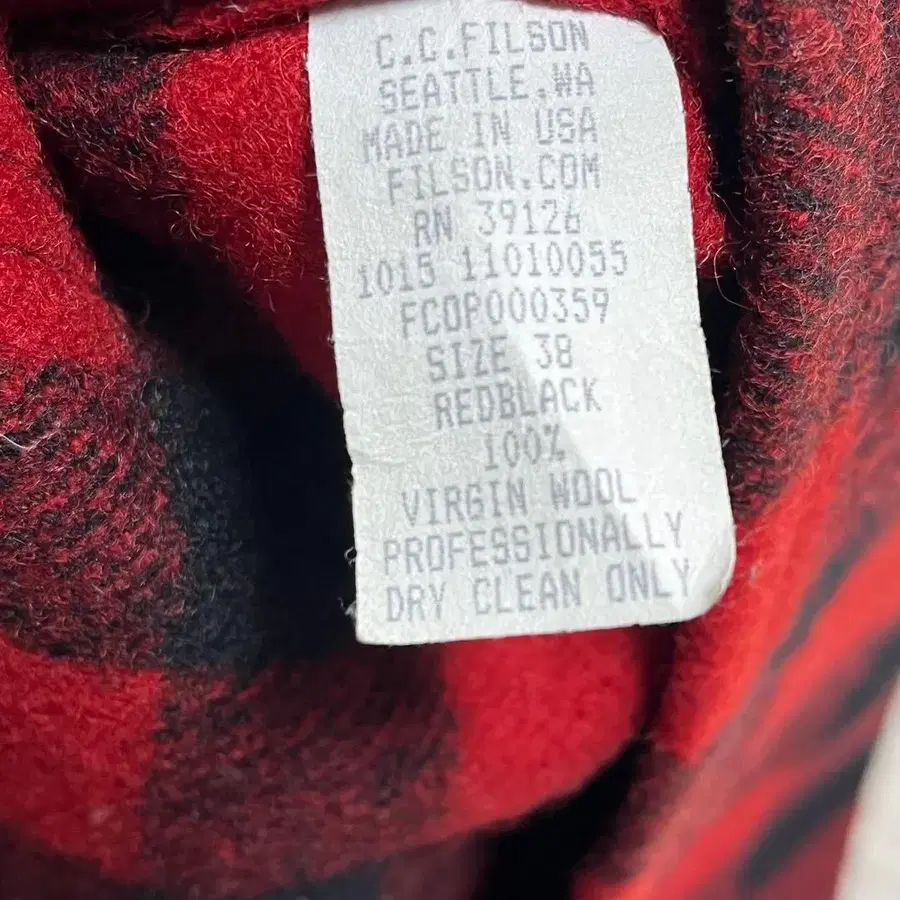 C.C.FILSON
SEATTLE,WA
MADE IN USA
FILSON.COM
RN 39126
1015 11010055
FCOP000359
SIZE 38
REDBLACK
100%
VIRGIN WOOL
PROFESSIONALLY
DRY CLEAN ONLY